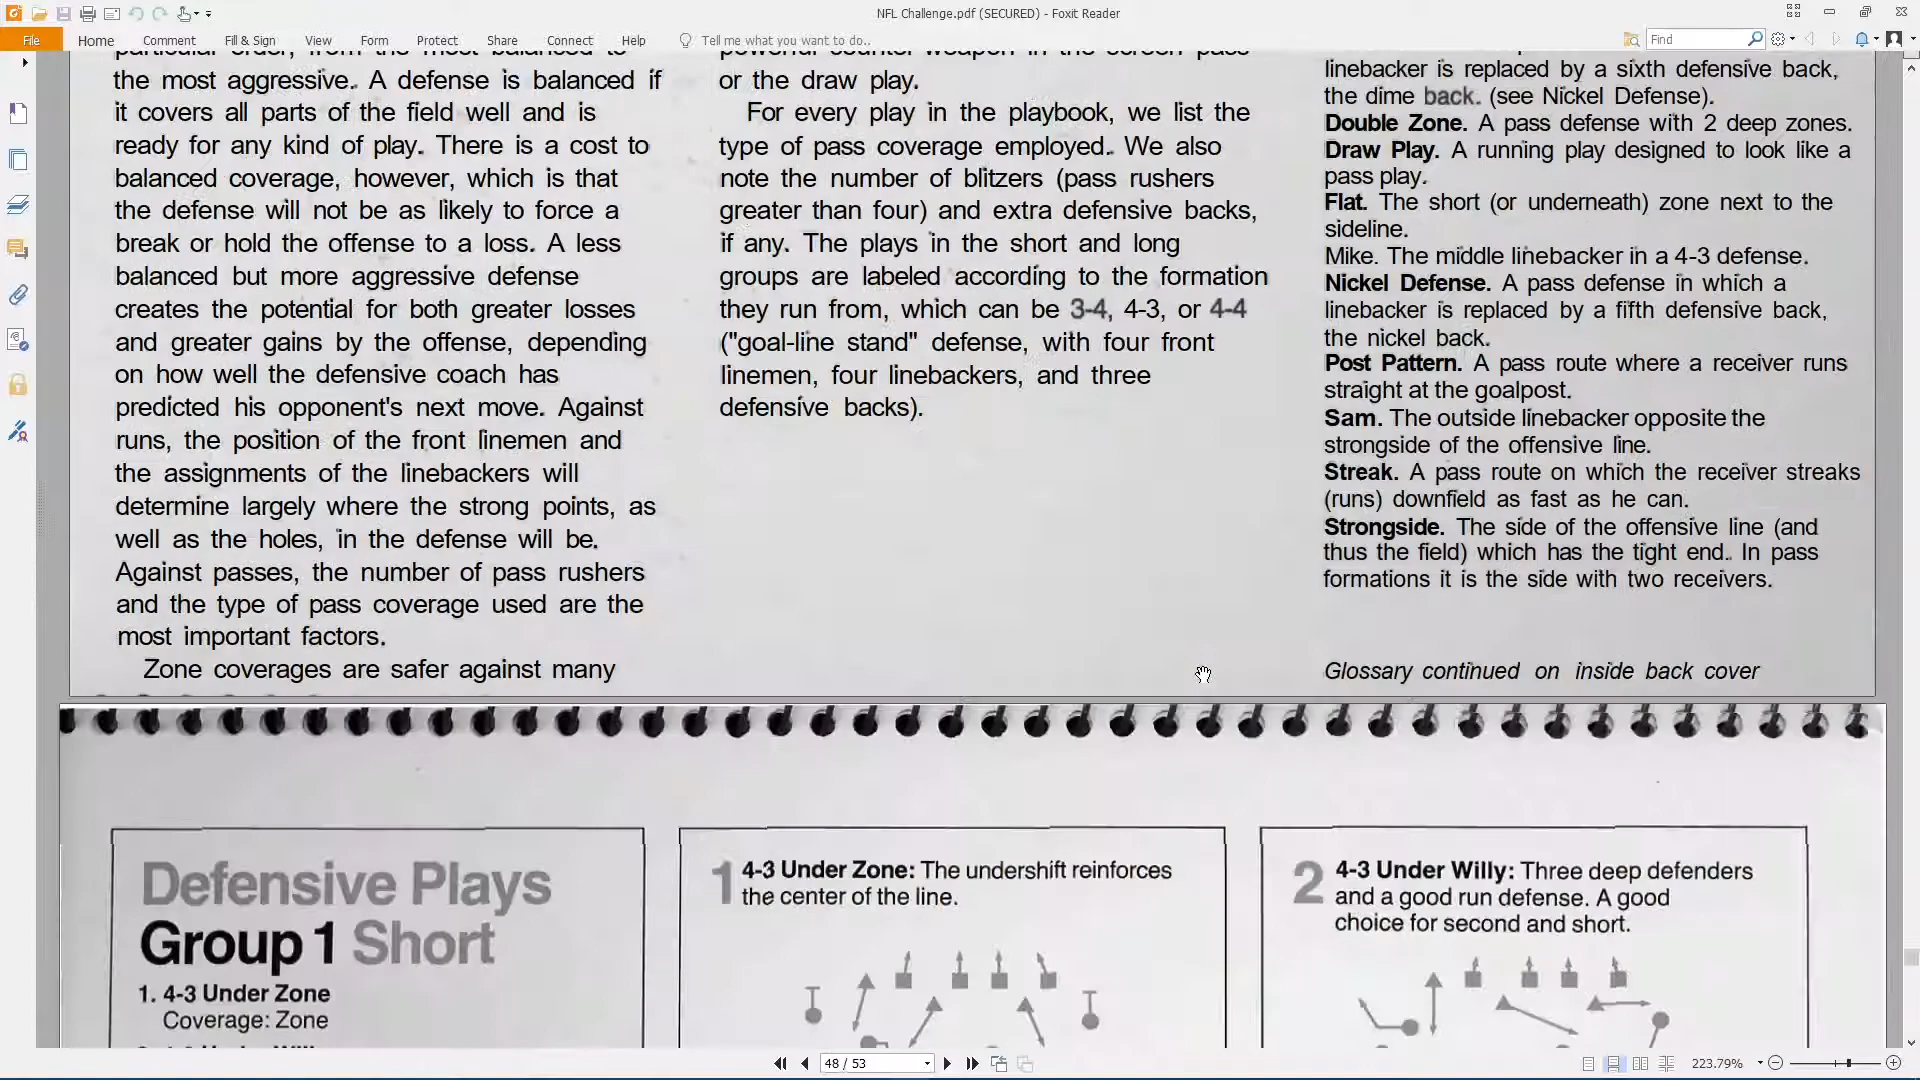 NFL Challenge.pdf (SECURED) - Foxit Reader
File Home Comment Fill & Sign View Form Protect Share Connect Help Tell me what you want to do.. Find
the most aggressive. A defense is balanced if
it covers all parts of the field well and is
ready for any kind of play. There is a cost to
balanced coverage, however, which is that
the defense will not be as likely to force a
break or hold the offense to a loss. A less
balanced but more aggressive defense
creates the potential for both greater losses
and greater gains by the offense, depending
on how well the defensive coach has
predicted his opponent's next move. Against
runs, the position of the front linemen and
the assignments of the linebackers will
determine largely where the strong points, as
well as the holes, in the defense will be.
Against passes, the number of pass rushers
and the type of pass coverage used are the
most important factors.
Zone coverages are safer against many
powerful counter weapon in the screen pass
or the draw play.
For every play in the playbook, we list the
type of pass coverage employed. We also
note the number of blitzers (pass rushers
greater than four) and extra defensive backs,
if any. The plays in the short and long
groups are labeled according to the formation
they run from, which can be 3-4, 4-3, or 4-4
("goal-line stand" defense, with four front
linemen, four linebackers, and three
defensive backs).
linebacker is replaced by a sixth defensive back,
the dime back. (see Nickel Defense).
Double Zone. A pass defense with 2 deep zones.
Draw Play. A running play designed to look like a
pass play.
Flat. The short (or underneath) zone next to the
sideline.
Mike. The middle linebacker in a 4-3 defense.
Nickel Defense. A pass defense in which a
linebacker is replaced by a fifth defensive back,
the nickel back.
Post Pattern. A pass route where a receiver runs
straight at the goalpost.
Sam. The outside linebacker opposite the
strongside of the offensive line.
Streak. A pass route on which the receiver streaks
(runs) downfield as fast as he can.
Strongside. The side of the offensive line (and
thus the field) which has the tight end. In pass
formations it is the side with two receivers.
Glossary continued on inside back cover
Defensive Plays
Group 1 Short
1. 4-3 Under Zone
Coverage: Zone
1 4-3 Under Zone: The undershift reinforces
the center of the line.
2 4-3 Under Willy: Three deep defenders
and a good run defense. A good
choice for second and short.
48 / 53
223.79%